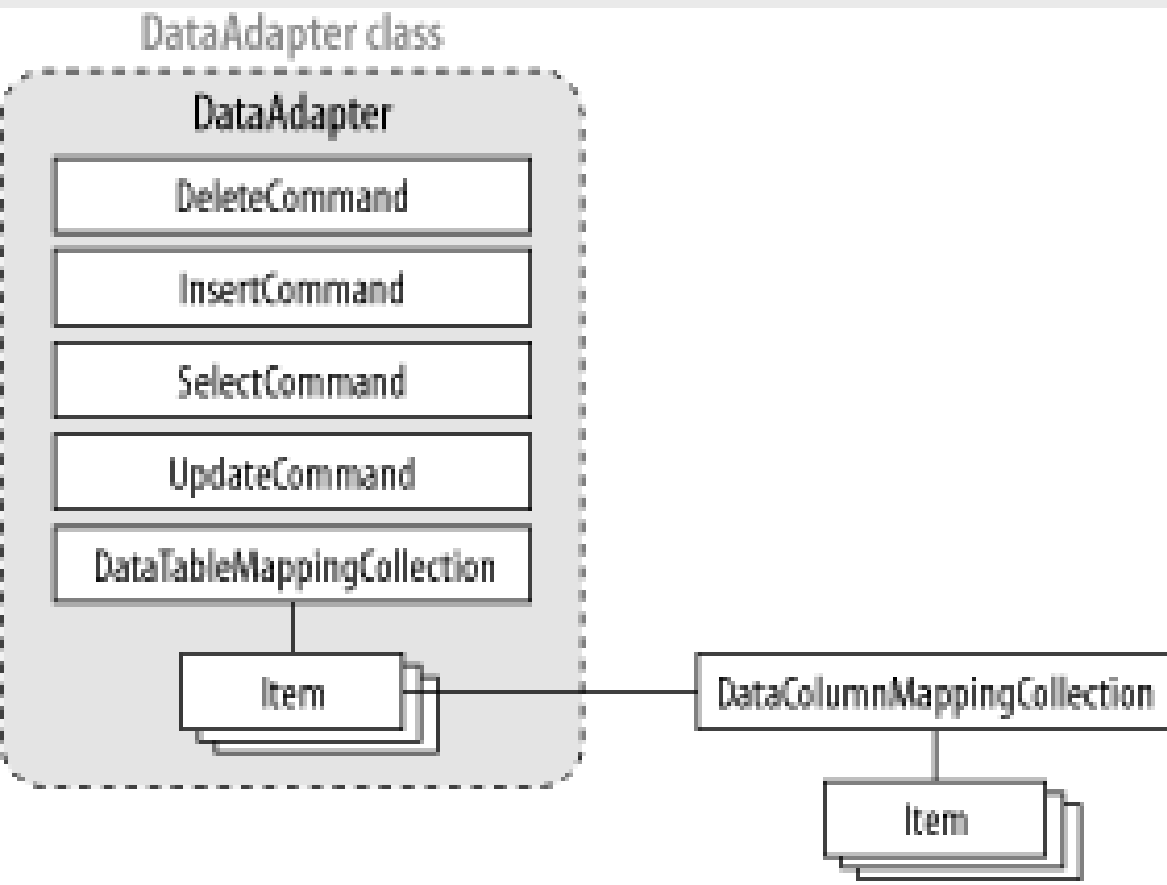 DataAdapter class
DataAdapter
DeleteCommand
InsertCommand
SelectCommand
UpdateCommand
DataTableMappingCollection
Item
DataColumnMappingCollection
Item